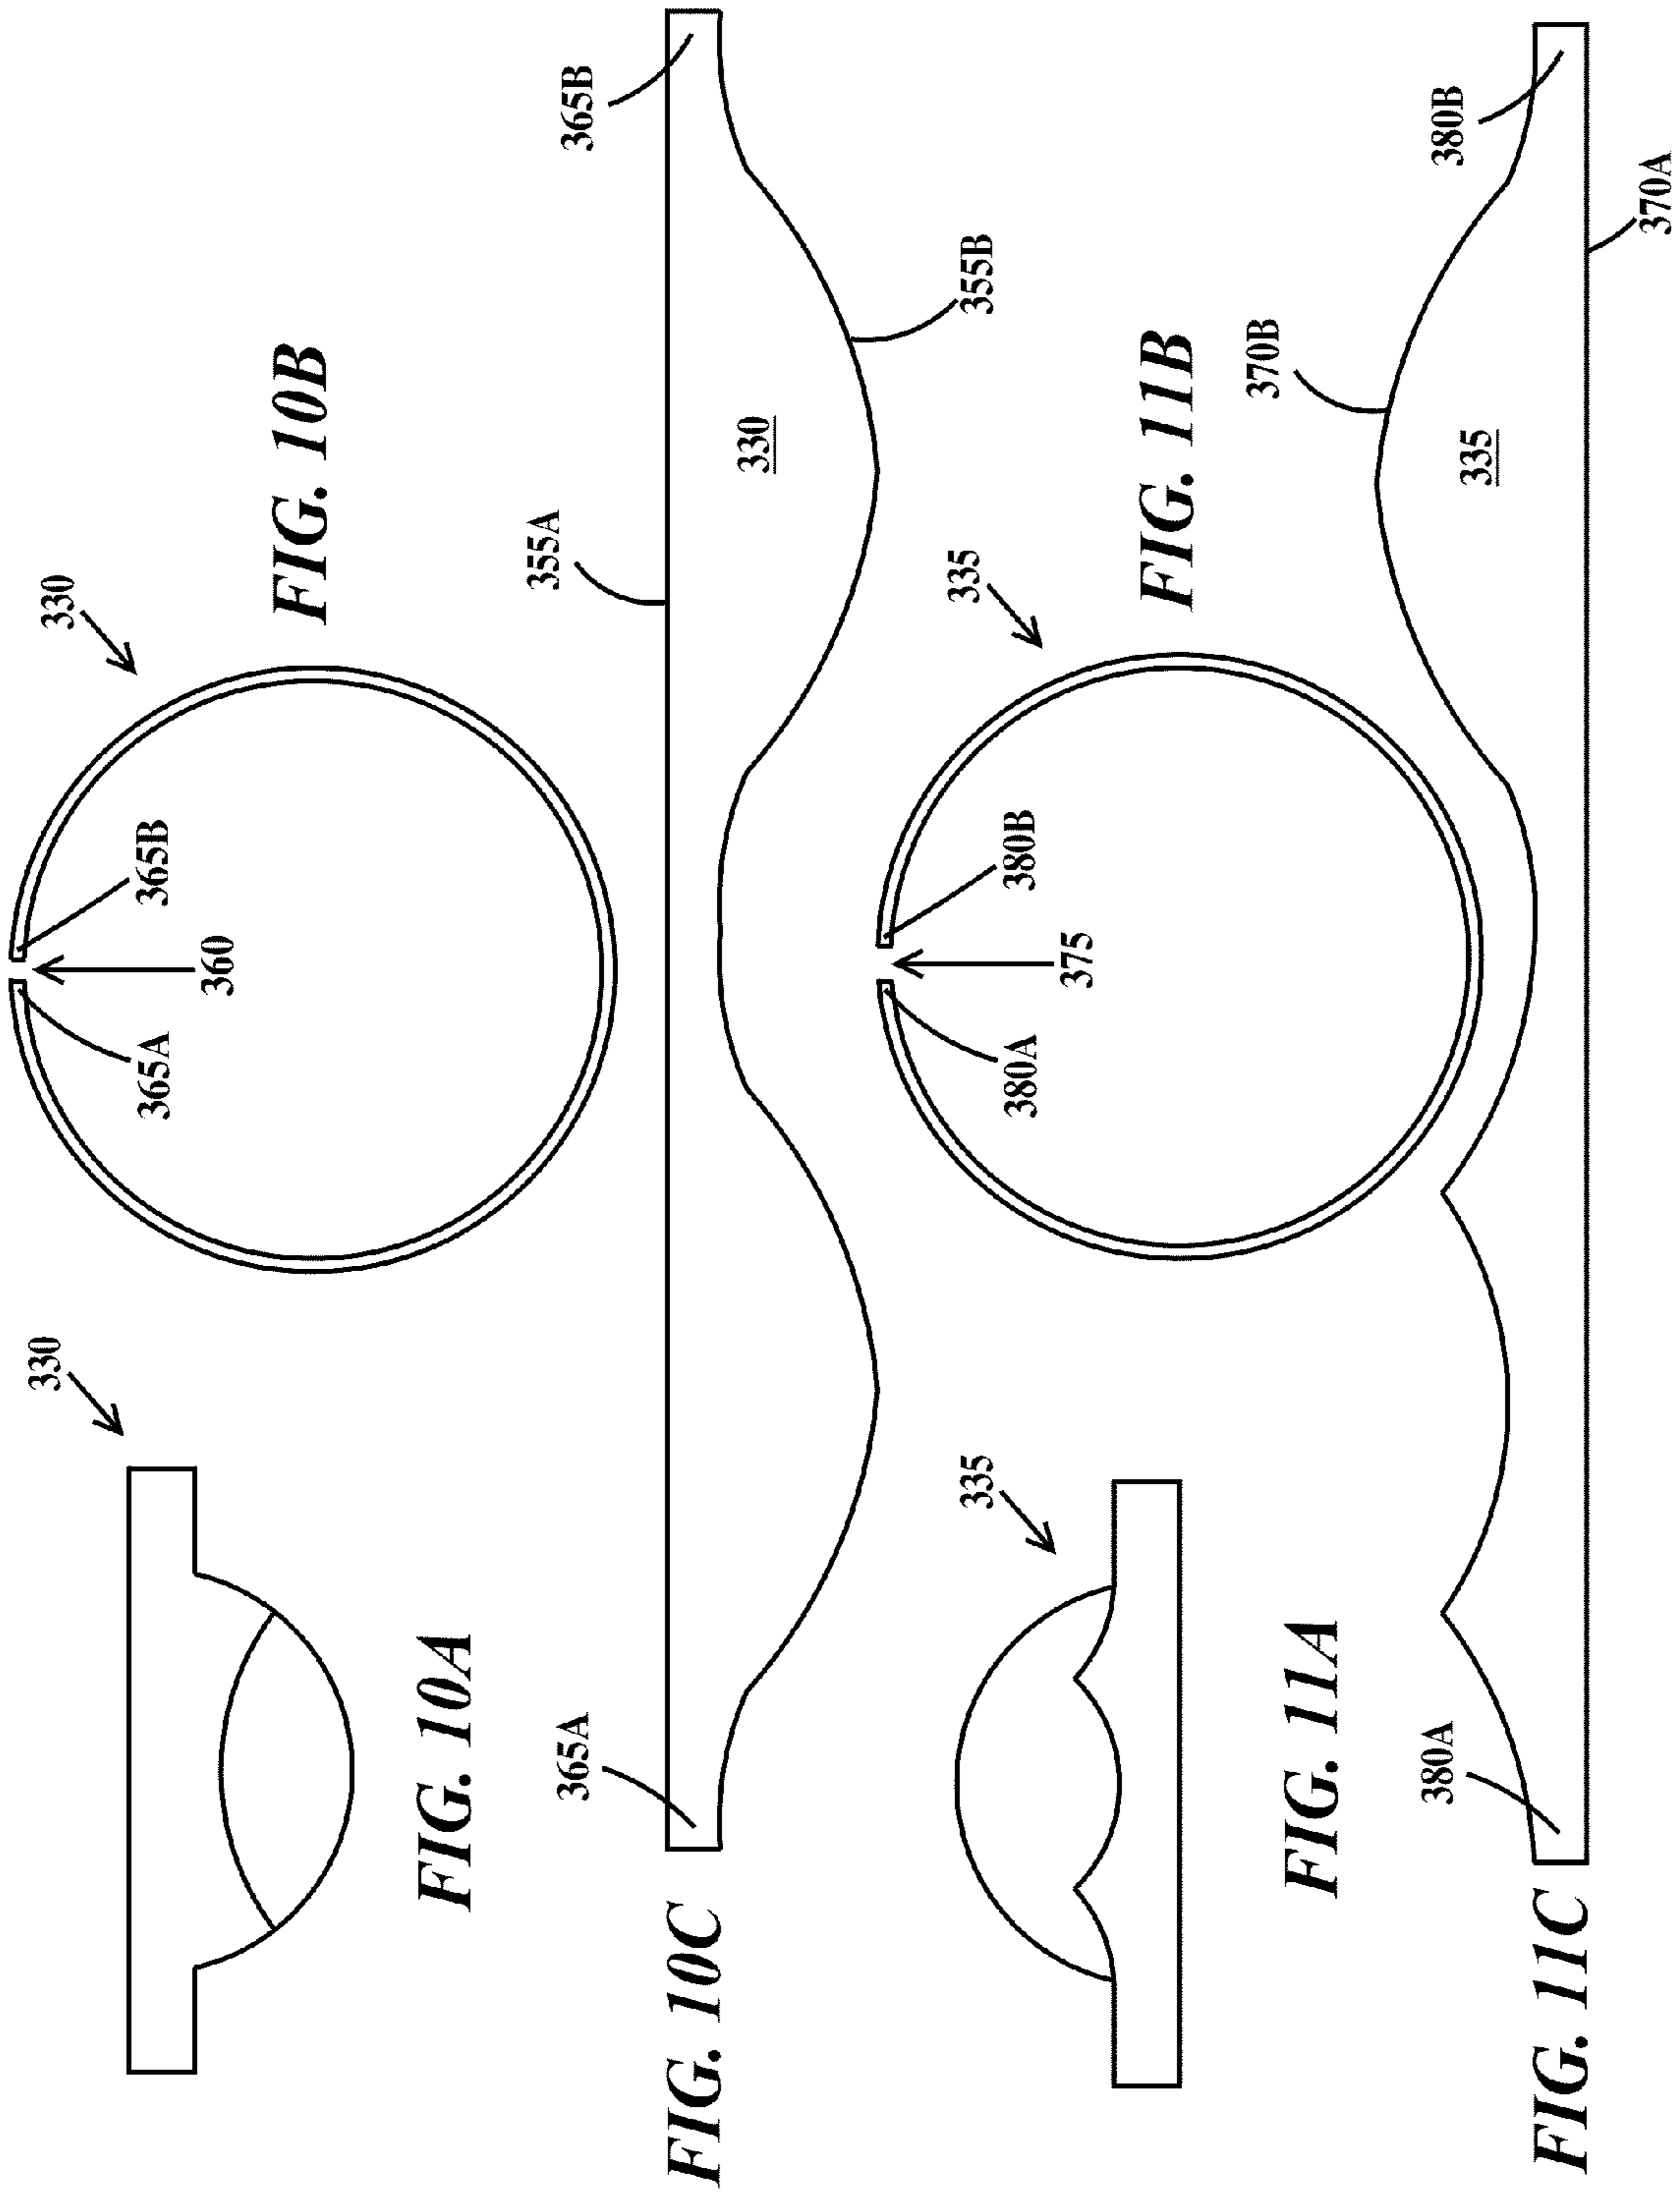 330
FIG. 10A
330
365A
365B
360
FIG. 10B
365A
355A
365B
330
355B
FIG. 10C
335
FIG. 11A
335
380A
380B
375
FIG. 11B
380A
370B
380B
335
370A
FIG. 11C